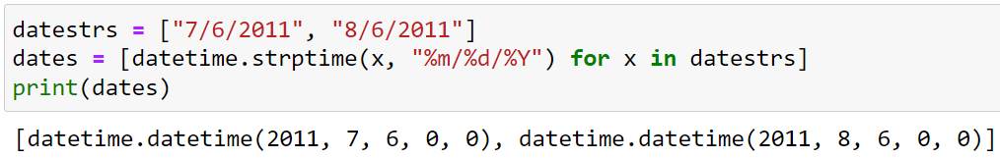 datestrs = ["7/6/2011", "8/6/2011"]
dates = [datetime.strptime(x, "%m/%d/%Y") for x in datestrs]
print(dates)
[datetime.datetime(2011, 7, 6, 0, 0), datetime.datetime(2011, 8, 6, 0, 0)]